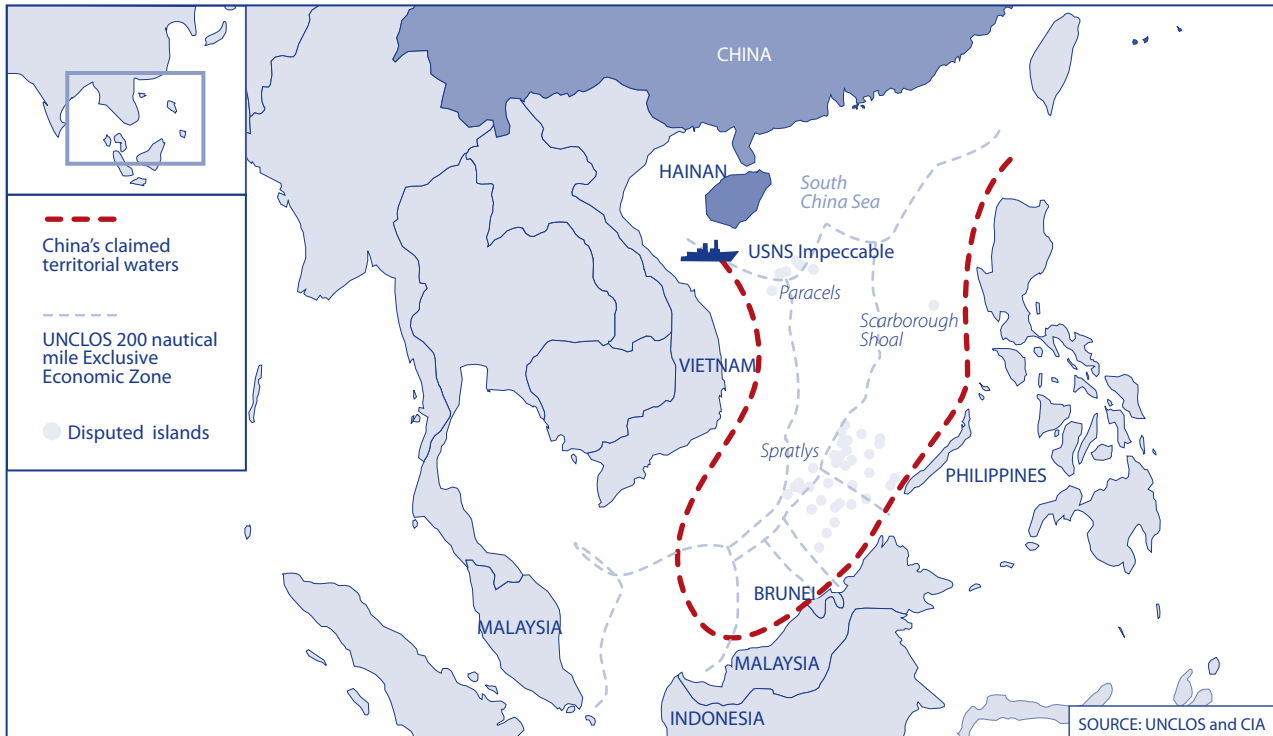 China's claimed
territorial waters
UNCLOS 200 nautical
mile Exclusive
Economic Zone
Disputed islands
CHINA
HAINAN
South
China Sea
USNS Impeccable
Paracels
Scarborough
Shoal
VIETNAM
Spratlys
PHILIPPINES
BRUNEI
MALAYSIA
MALAYSIA
INDONESIA
SOURCE: UNCLOS and CIA